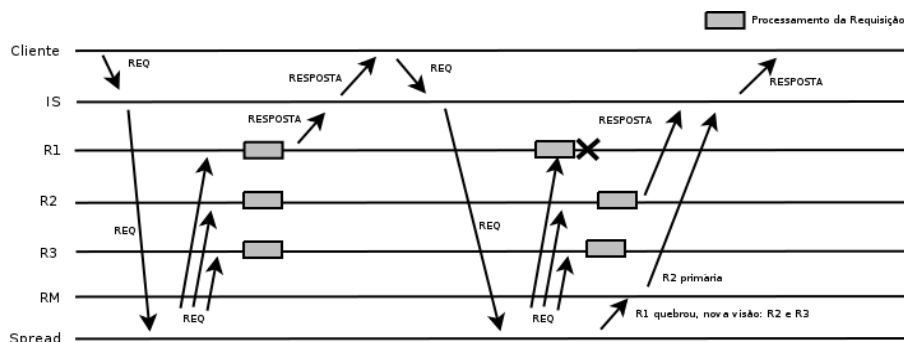 Processamento da Requisição
Cliente
REQ
REQ
RESPOSTA
RESPOSTA
IS
RESPOSTA
RESPOSTA
R1
R2
REQ
REQ
R3
R2 primária
RM
REQ
REQ
R1 quebrou, nova visão: R2 e R3
Spread